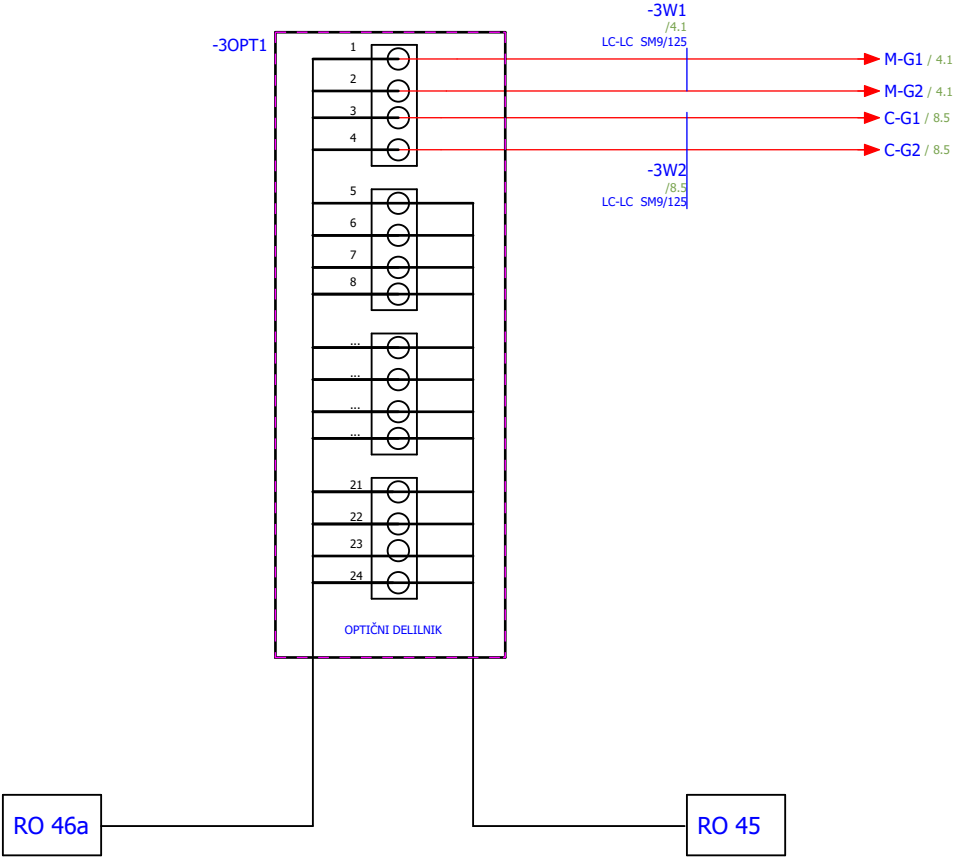 -3W1
/4.1
LC-LC SM9/125
-3OPT1
1
M-G1 / 4.1
2
M-G2 / 4.1
3
C-G1 / 8.5
4
C-G2 / 8.5
-3W2
/8.5
LC-LC SM9/125
5
6
7
8
...
...
...
...
21
22
23
24
OPTIČNI DELILNIK
RO 46a
RO 45